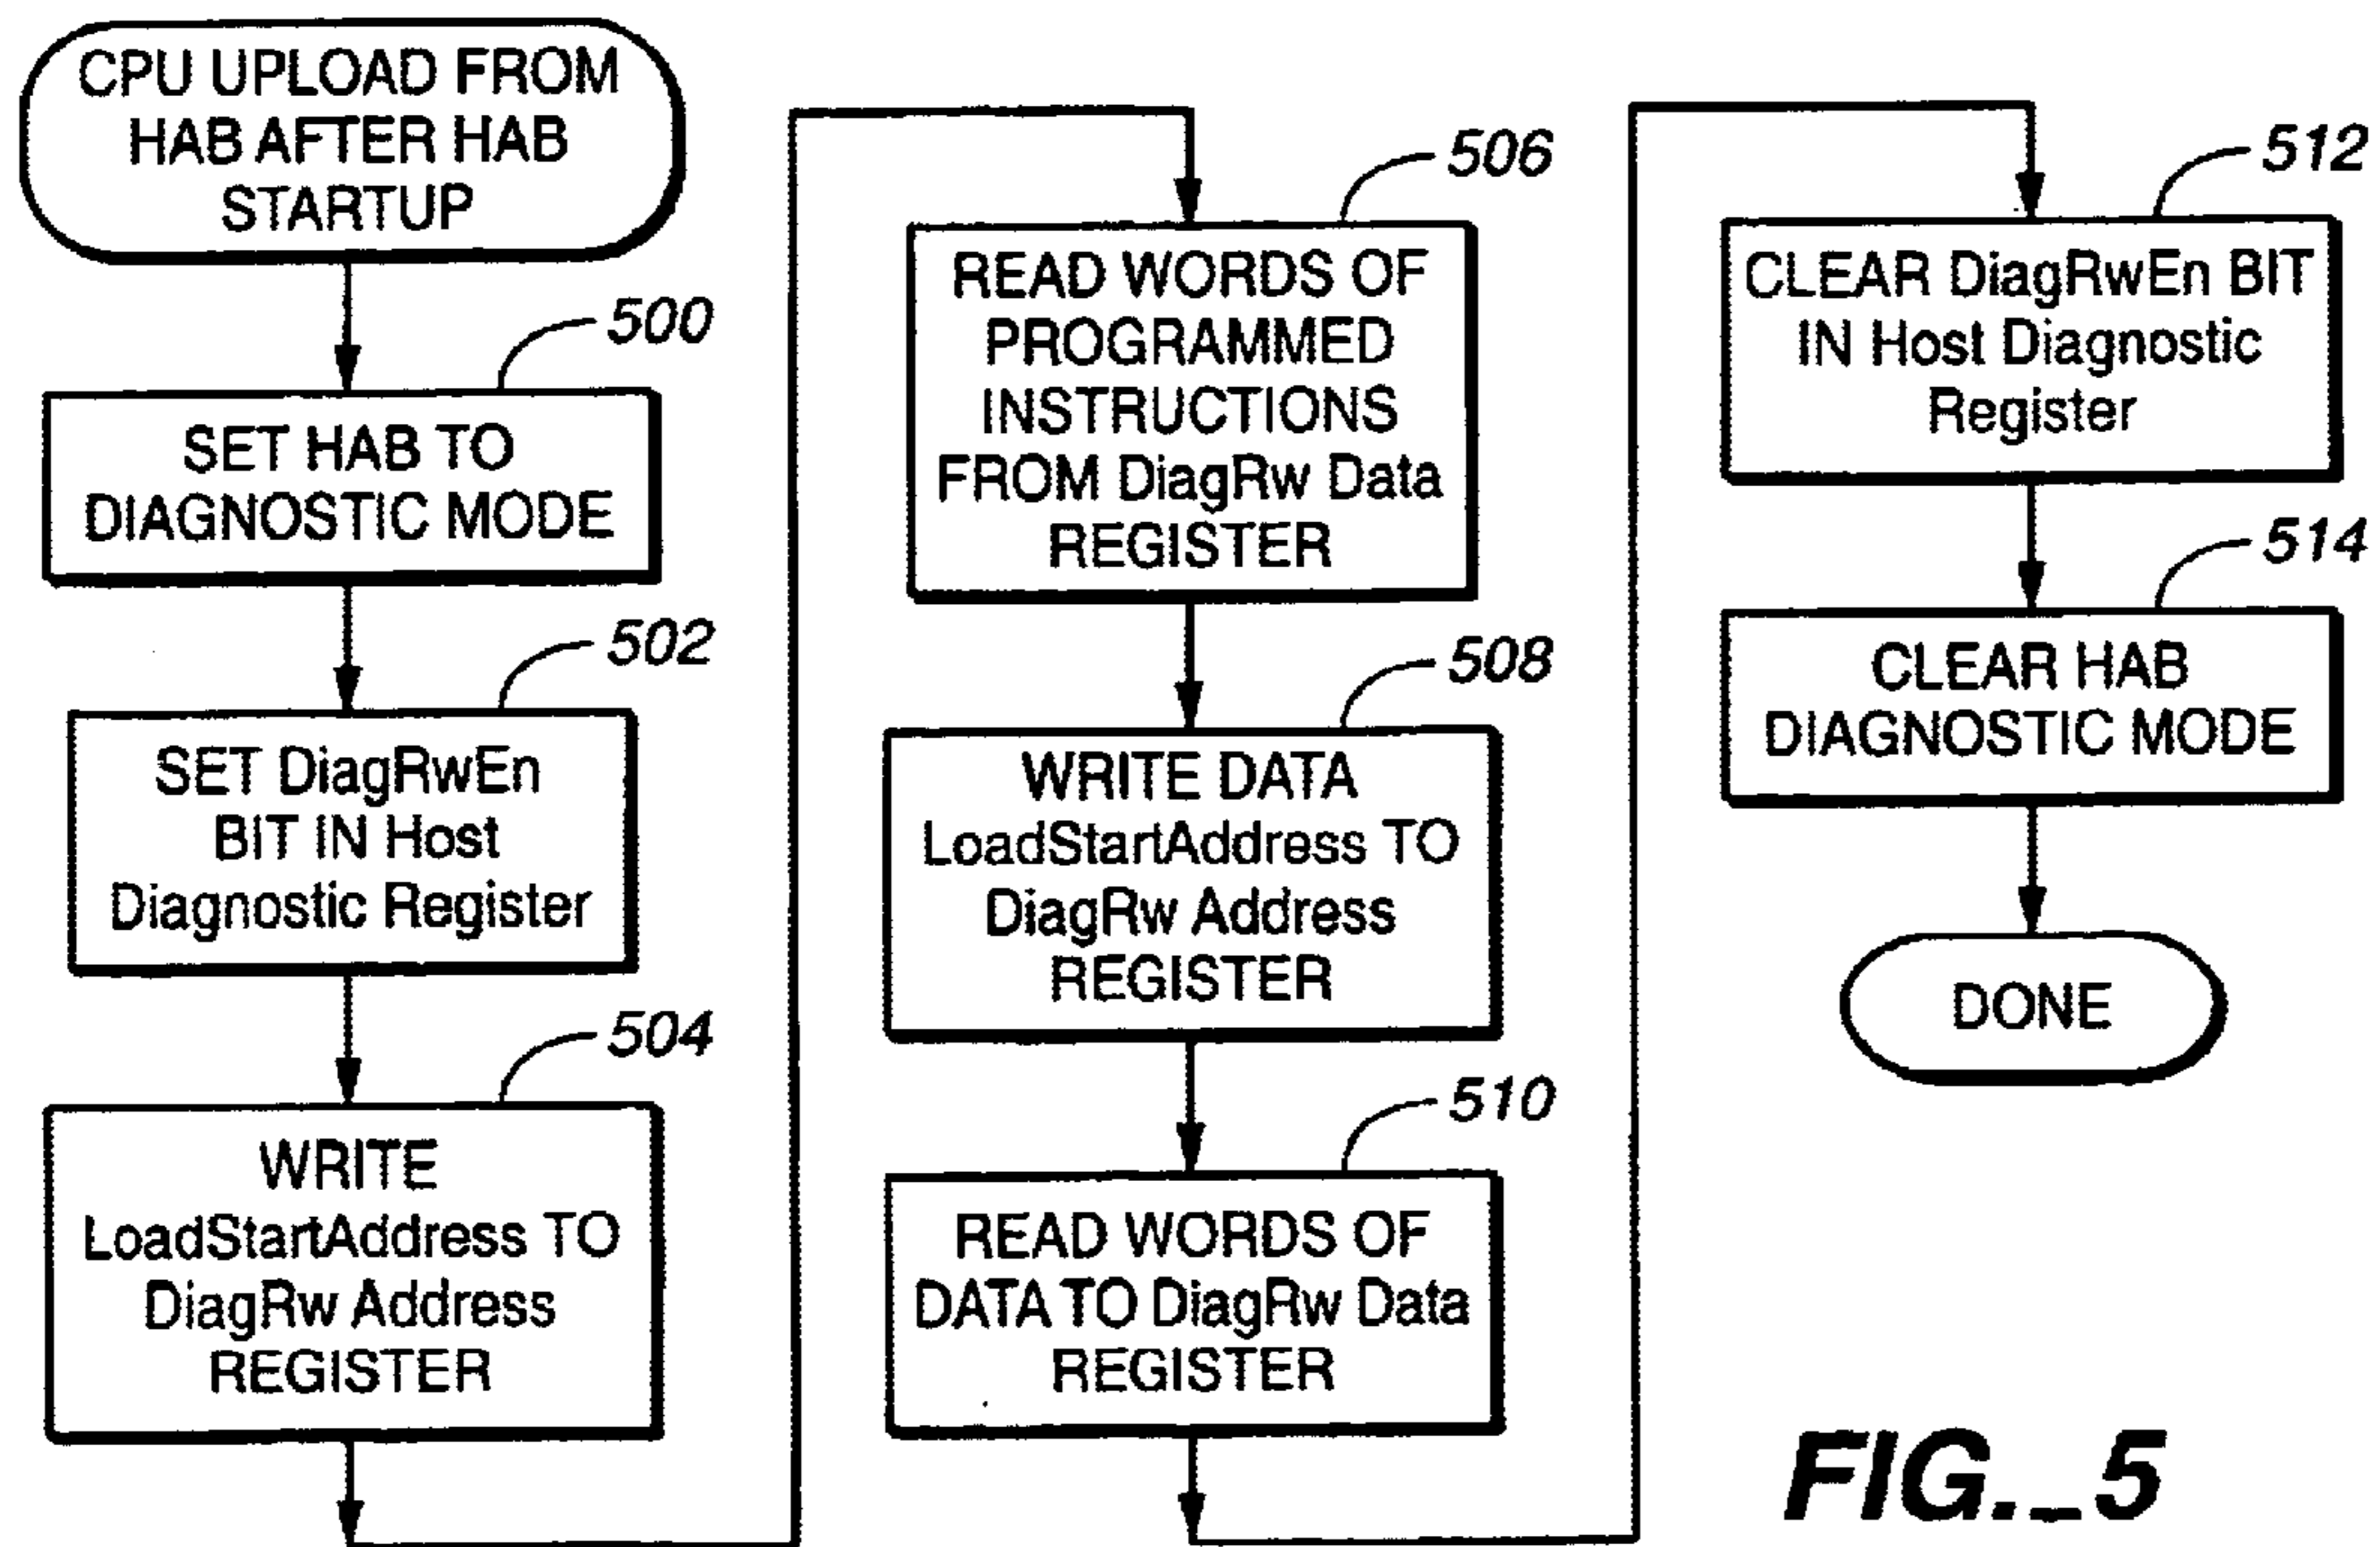 CPU UPLOAD FROM
HAB AFTER HAB
STARTUP
500
SET HAB TO
DIAGNOSTIC MODE
502
SET DiagRwEn
BIT IN Host
Diagnostic Register
504
WRITE
LoadStartAddress TO
DiagRw Address
REGISTER
506
READ WORDS OF
PROGRAMMED
INSTRUCTIONS
FROM DiagRw Data
REGISTER
508
WRITE DATA
LoadStartAddress TO
DiagRw Address
REGISTER
510
READ WORDS OF
DATA TO DiagRw Data
REGISTER
512
CLEAR DiagRwEn BIT
IN Host Diagnostic
Register
514
CLEAR HAB
DIAGNOSTIC MODE
DONE
FIG._5